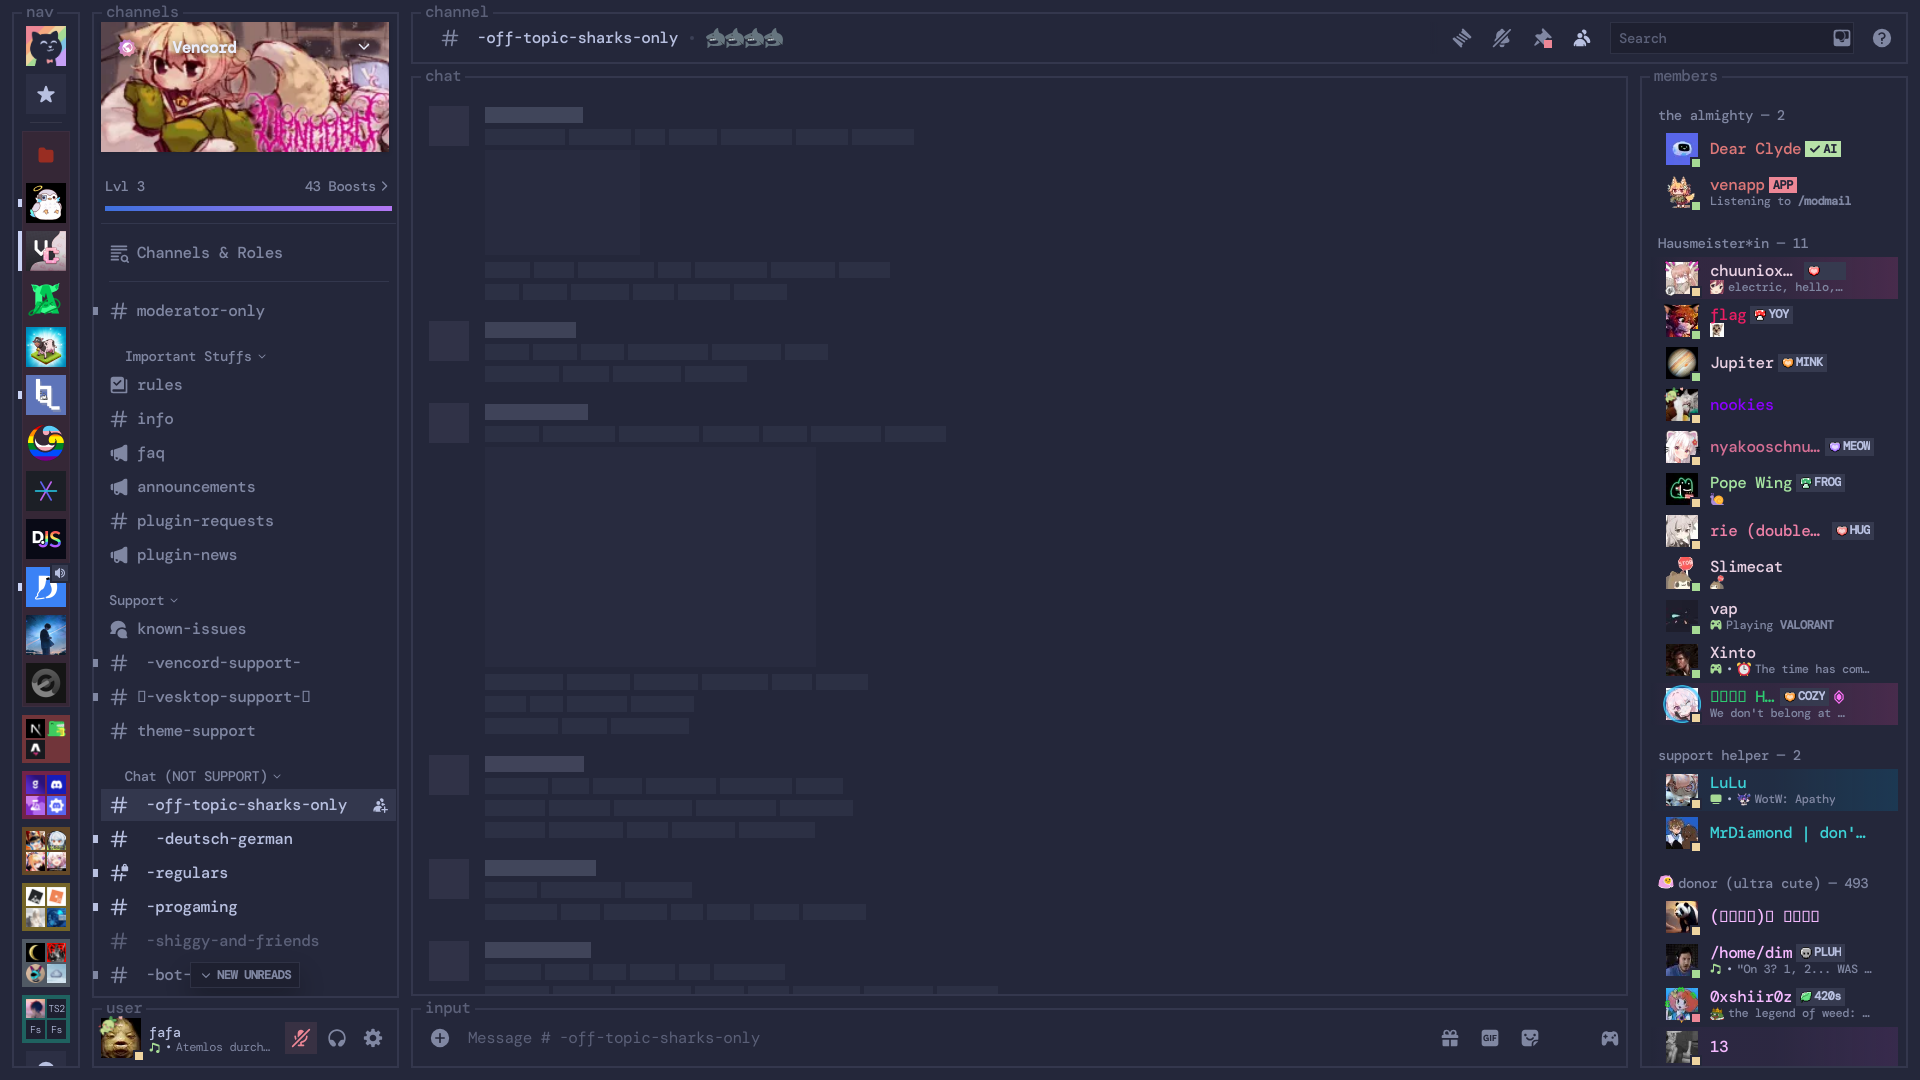 nav
channels
Vencord
Lvl 3
43 Boosts
Channels & Roles
moderator-only
Important Stuffs
rules
info
faq
announcements
plugin-requests
plugin-news
Support
known-issues
-vencord-support-
-vesktop-support-
theme-support
Chat (NOT SUPPORT)
-off-topic-sharks-only
-deutsch-german
-regulars
-progaming
-shiggy-and-friends
-bot-
NEW UNREADS
DJS
TS2
Fs Fs
user
fafa
• Atemlos durch…
channel
# -off-topic-sharks-only
Search
chat
input
Message # -off-topic-sharks-only
GIF
members
the almighty — 2
Dear Clyde AI
venapp APP
Listening to /modmail
Hausmeister*in — 11
chuuniox…
electric, hello,…
flag YOY
Jupiter MINK
nookies
nyakooschnu… MEOW
Pope Wing FROG
rie (double… HUG
Slimecat
vap
Playing VALORANT
Xinto
• The time has com…
H… COZY
We don't belong at …
support helper — 2
LuLu
• WotW: Apathy
MrDiamond | don'…
donor (ultra cute) — 493
/home/dim PLUH
• "On 3? 1, 2... WAS …
0xshiir0z 420s
the legend of weed: …
13